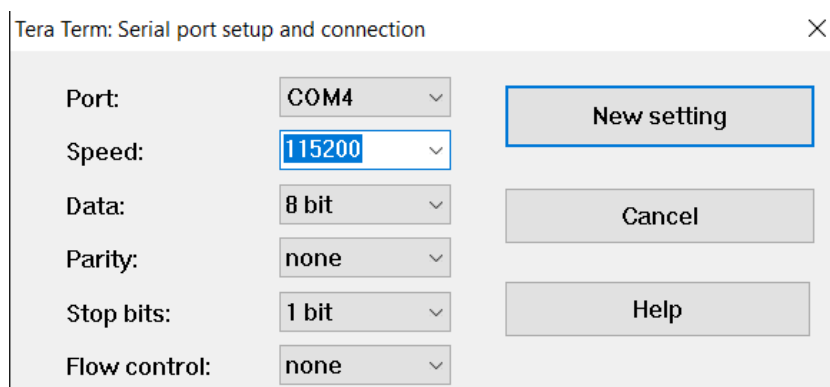 Tera Term: Serial port setup and connection
Port: COM4 New setting
Speed: 115200
Data: 8 bit Cancel
Parity: none
Stop bits: 1 bit Help
Flow control: none